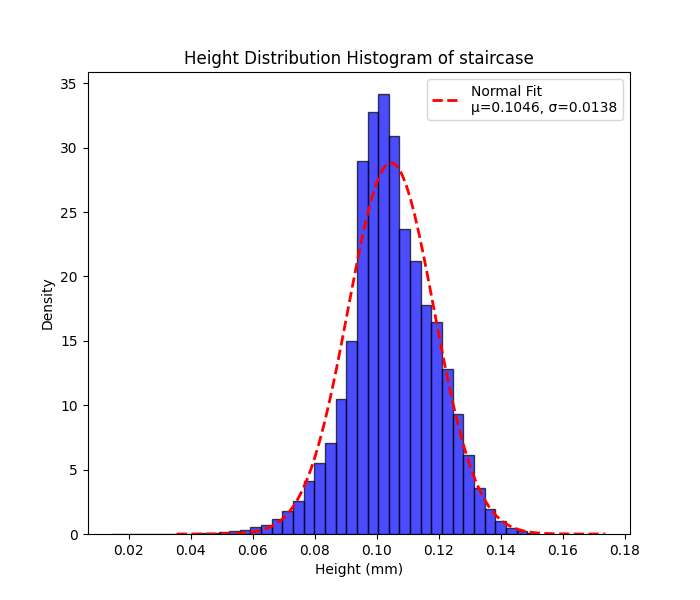 Height Distribution Histogram of staircase
Normal Fit
μ=0.1046, σ=0.0138
35
30
25
20
15
10
5
0
Density
0.02 0.04 0.06 0.08 0.10 0.12 0.14 0.16 0.18
Height (mm)